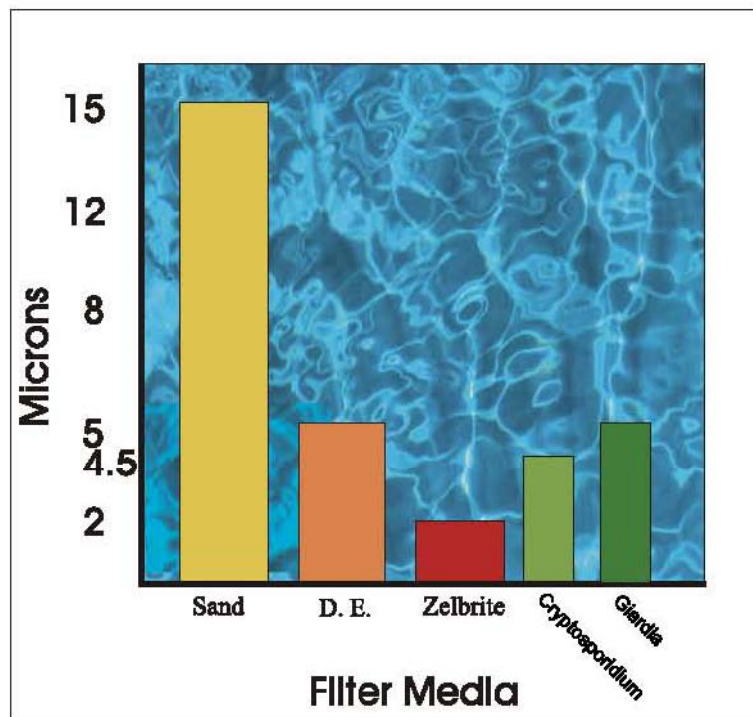 15
12
8
5
4.5
2
Microns
Sand
D. E.
Zelbrite
Cryptosporidium
Giardia
Filter Media